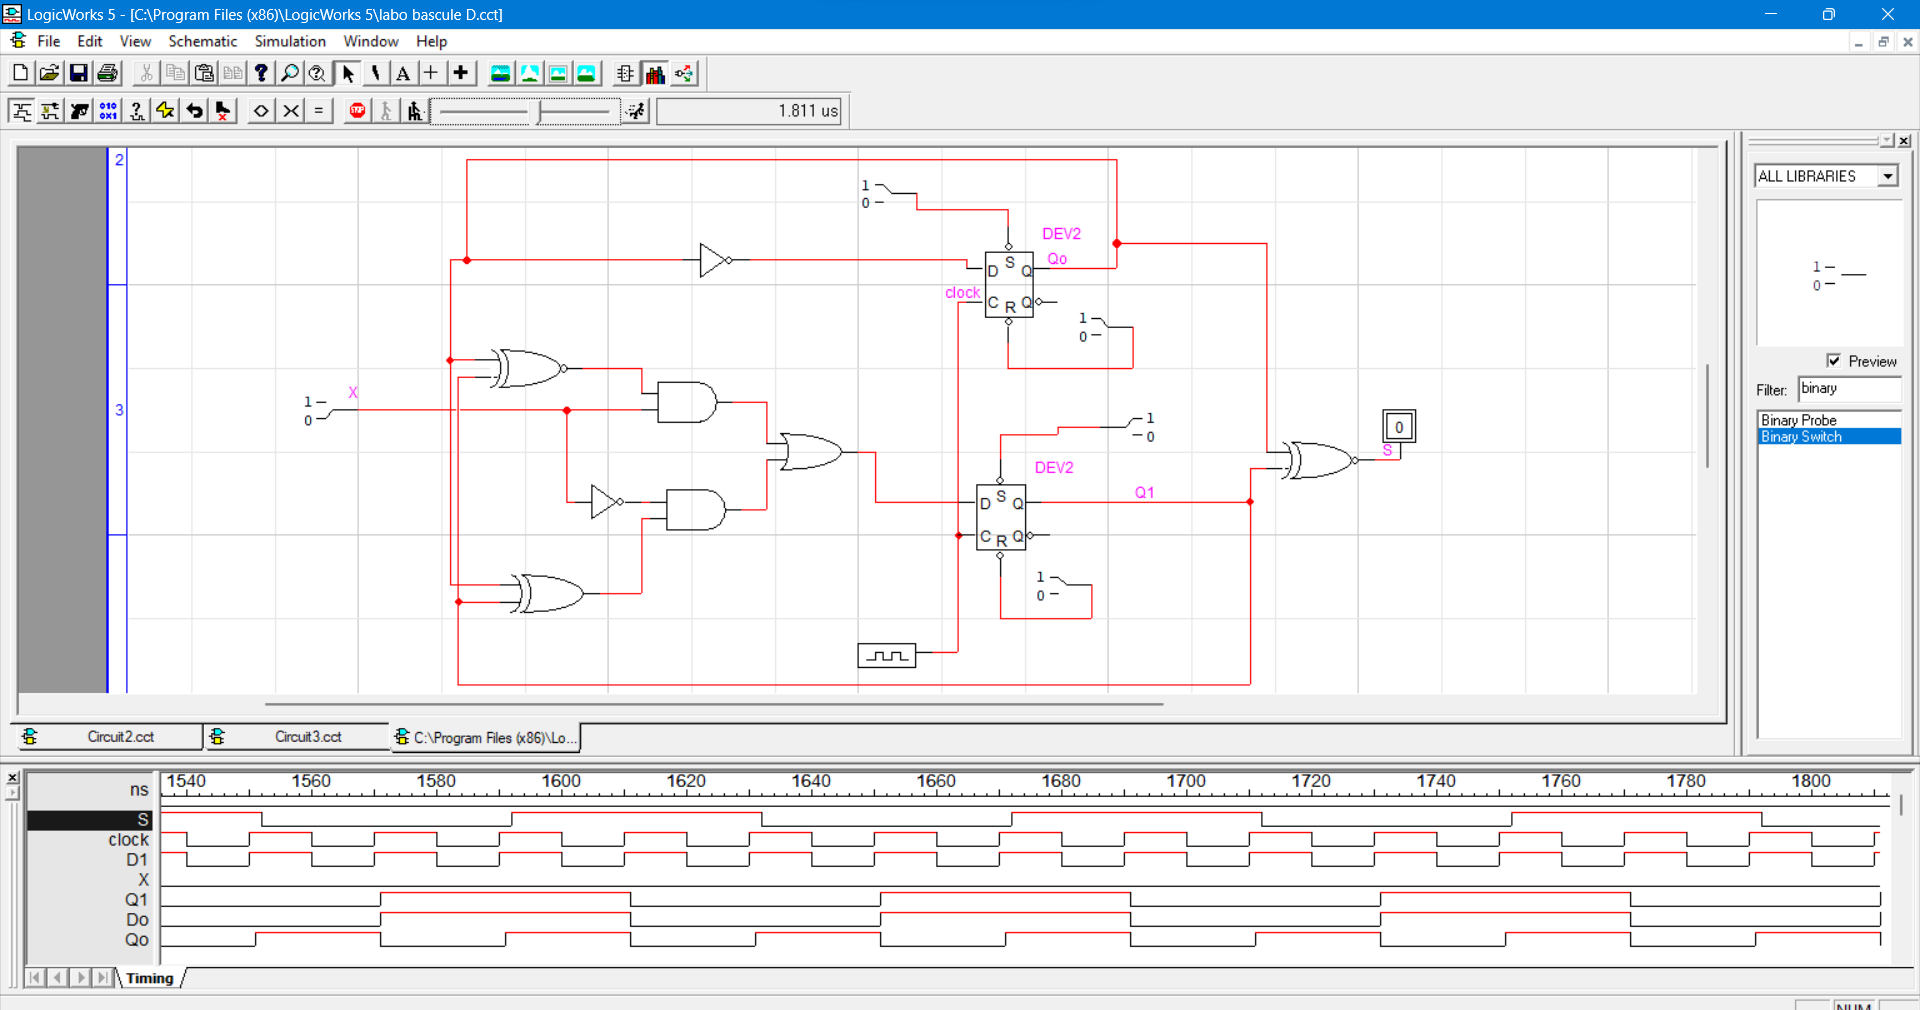 LogicWorks 5 - [C:\Program Files (x86)\LogicWorks 5\labo bascule D.cct]
File Edit View Schematic Simulation Window Help
1.811 us
2
3
1
0
X
1
0
DEV2
Qo
D S Q
clock
C R Q
1
0
1
0
DEV2
Q1
D S Q
C R Q
1
0
0
S
ALL LIBRARIES
1
0
Preview
Filter: binary
Binary Probe
Binary Switch
Circuit2.cct Circuit3.cct C:\Program Files (x86)\Lo...
ns 1540 1560 1580 1600 1620 1640 1660 1680 1700 1720 1740 1760 1780 1800
S
clock
D1
X
Q1
Do
Qo
Timing
NUM